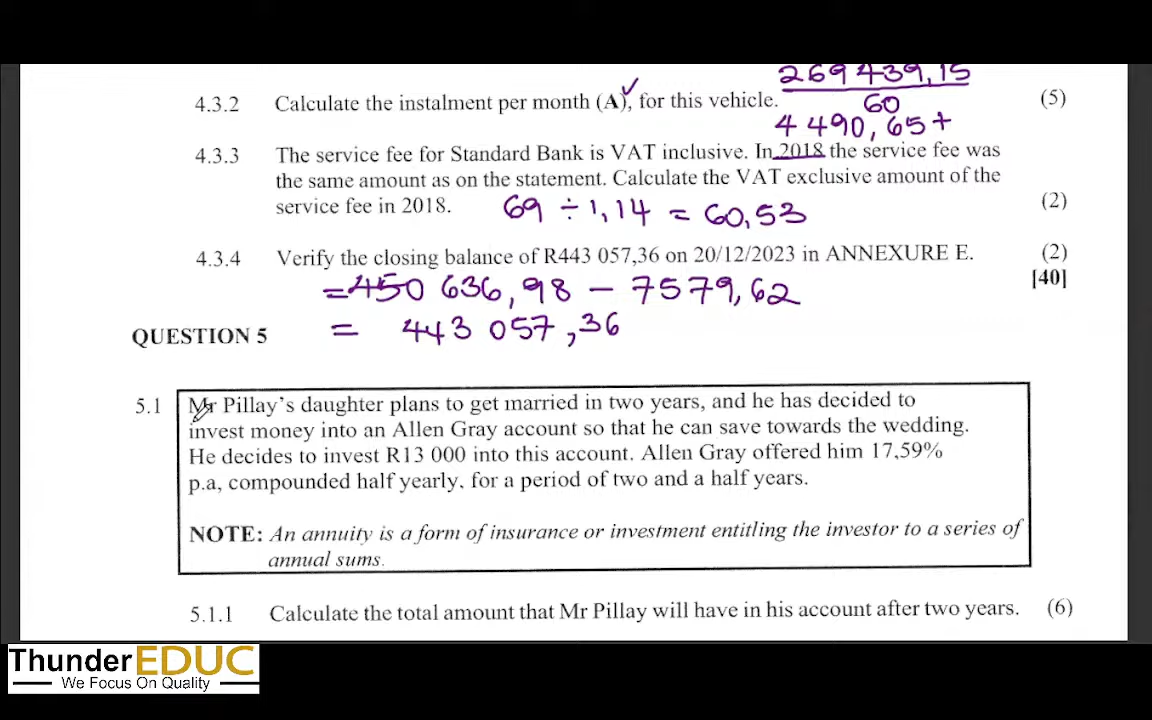 269 439,15
4.3.2 Calculate the instalment per month (A), for this vehicle. (5)
60
4 490,65+
4.3.3 The service fee for Standard Bank is VAT inclusive. In 2018 the service fee was
the same amount as on the statement. Calculate the VAT exclusive amount of the
service fee in 2018. 69 ÷ 1,14 = 60,53 (2)
4.3.4 Verify the closing balance of R443 057,36 on 20/12/2023 in ANNEXURE E. (2)
= 450 636,98 – 7579,62 [40]
QUESTION 5 = 443 057,36
5.1 Mr Pillay's daughter plans to get married in two years, and he has decided to
invest money into an Allen Gray account so that he can save towards the wedding.
He decides to invest R13 000 into this account. Allen Gray offered him 17,59%
p.a, compounded half yearly, for a period of two and a half years.
NOTE: An annuity is a form of insurance or investment entitling the investor to a series of
annual sums.
5.1.1 Calculate the total amount that Mr Pillay will have in his account after two years. (6)
ThunderEDUC
We Focus On Quality